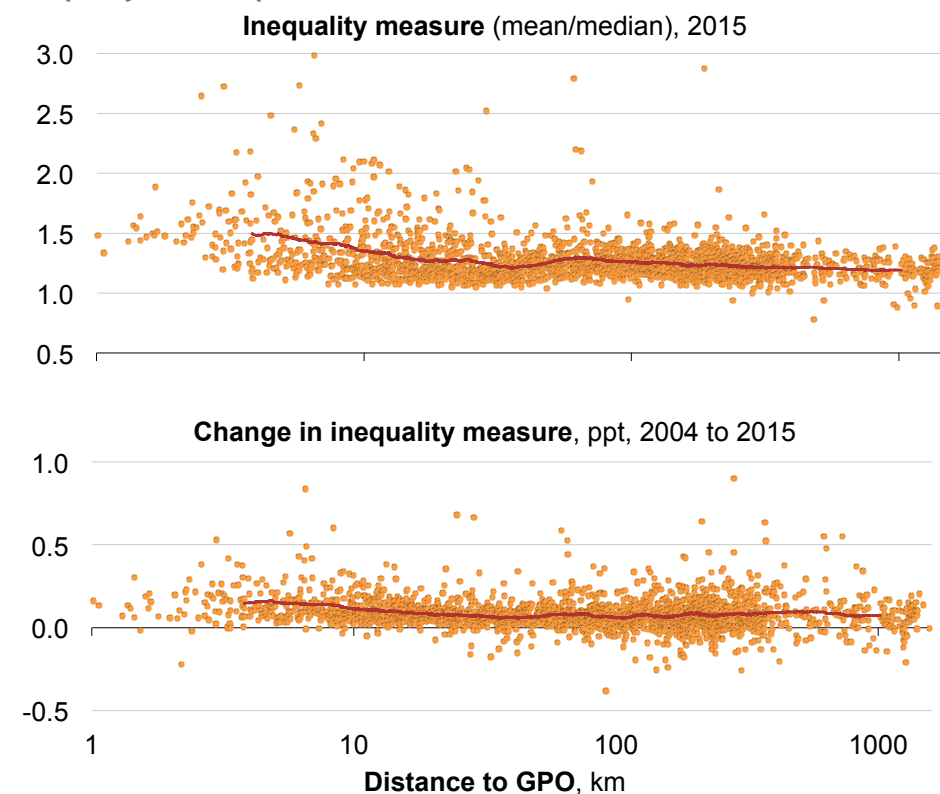 Inequality measure (mean/median), 2015
3.0
2.5
2.0
1.5
1.0
0.5
Change in inequality measure, ppt, 2004 to 2015
1.0
0.5
0.0
-0.5
1 10 100 1000
Distance to GPO, km